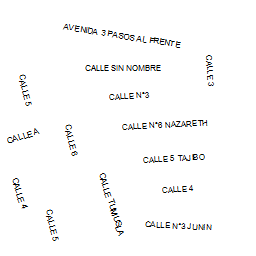 AVENIDA 3 PASOS AL FRENTE
CALLE SIN NOMBRE
CALLE 3
CALLE 5
CALLE N°3
CALLE N°6 NAZARETH
CALLE A
CALLE 6
CALLE 5 TAJIBO
CALLE 4
CALLE 4
CALLE TUMUSLA
CALLE 5
CALLE N°3 JUNIN